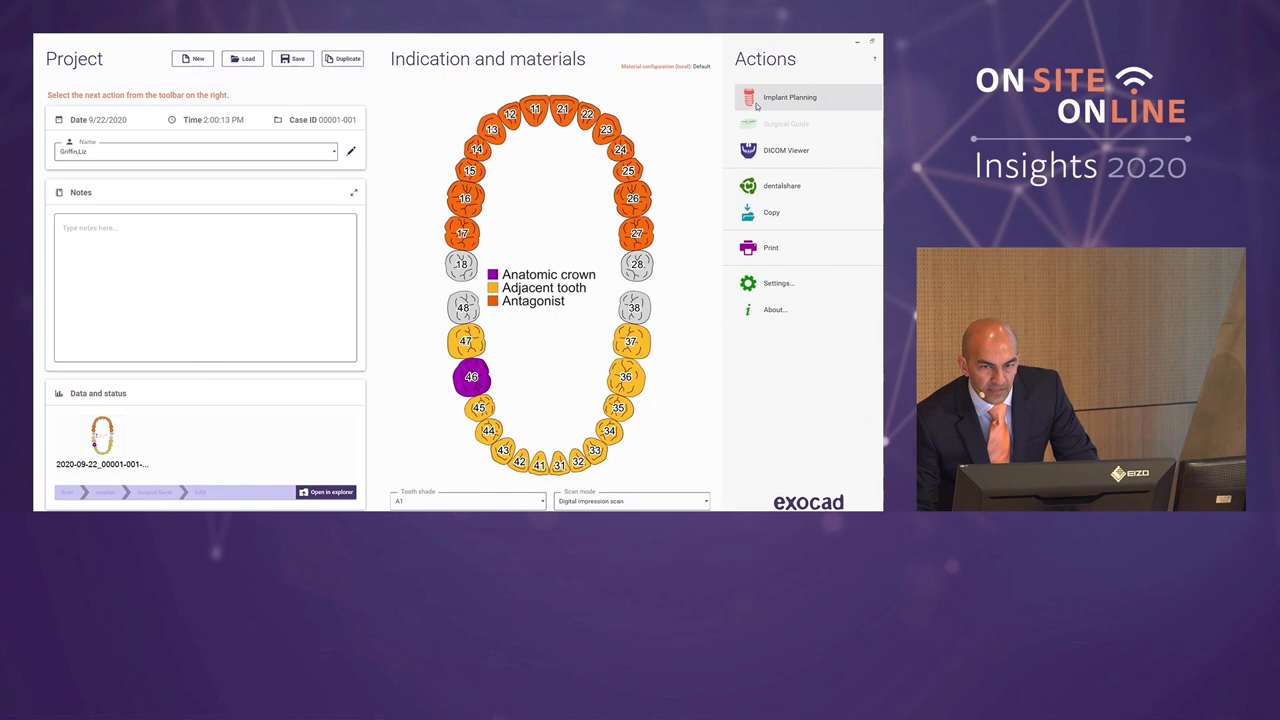 Project
New
Load
Save
Duplicate
Select the next action from the toolbar on the right.
Date 9/22/2020
Time 2:00:13 PM
Case ID 00001-001
Name
Griffin,Liz
Notes
Type notes here...
Data and status
2020-09-22_00001-001-...
Scan
Surgical Guide
CAD
Open in explorer
Indication and materials
Material configuration (local): Default
11
21
12
22
13
23
14
24
15
25
16
26
17
27
18
28
Anatomic crown
Adjacent tooth
Antagonist
48
38
47
37
46
36
45
35
44
34
43
33
42
41
31
32
Tooth shade
A1
Scan mode
Digital impression scan
Actions
?
Implant Planning
Surgical Guide
DICOM Viewer
dentalshare
Copy
Print
Settings...
About...
exocad
ON SITE
ONLINE
Insights 2020
EIZO